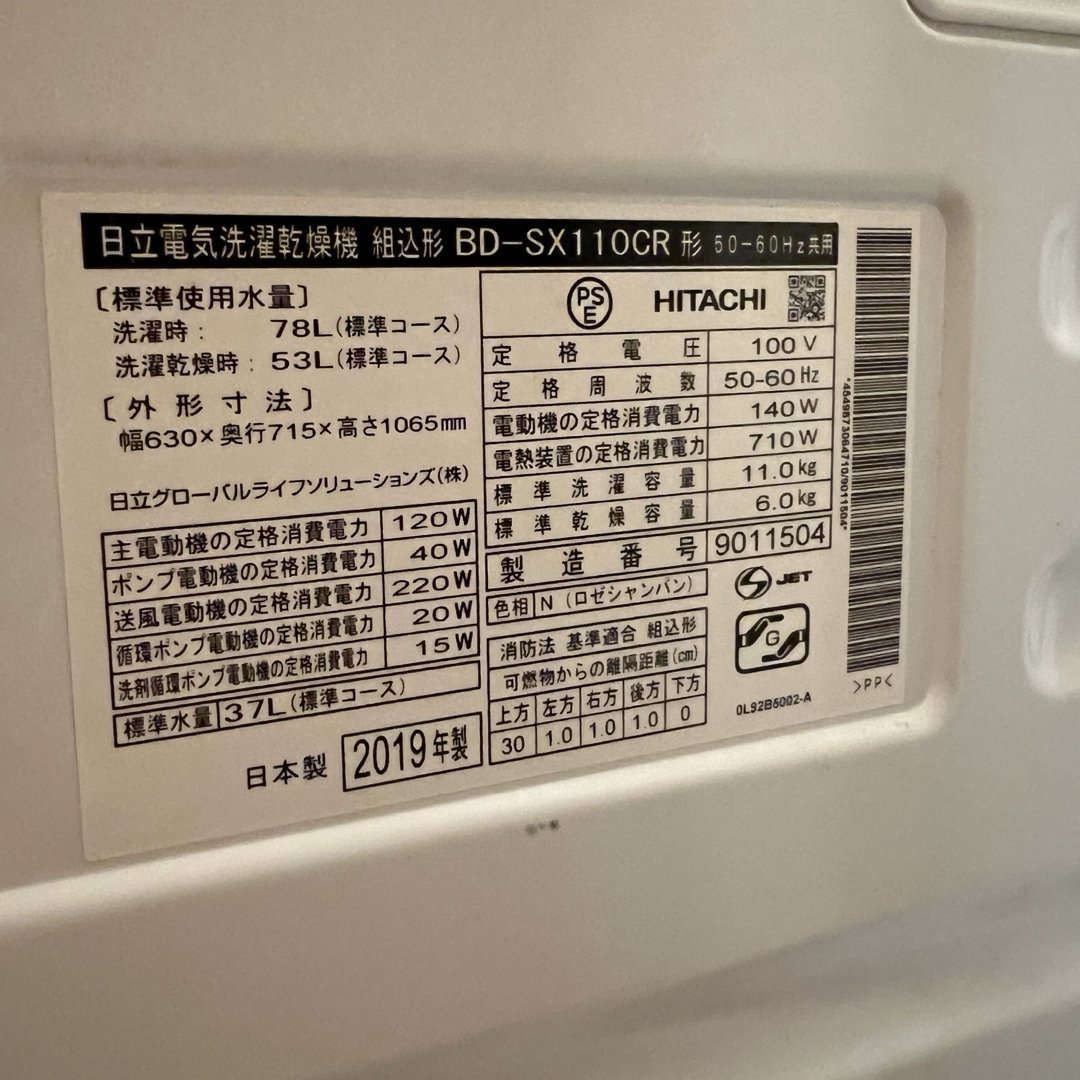 日立電気洗濯乾燥機 組込形 BD-SX110CR 形 50-60Hz共用
〔標準使用水量〕
洗濯時: 78L(標準コース)
洗濯乾燥時: 53L(標準コース)
〔外形寸法〕
幅630×奥行715×高さ1065mm
日立グローバルライフソリューションズ(株)
主電動機の定格消費電力 120W
ポンプ電動機の定格消費電力 40W
送風電動機の定格消費電力 220W
循環ポンプ電動機の定格消費電力 20W
洗剤循環ポンプ電動機の定格消費電力 15W
標準水量 37L(標準コース)
日本製 2019年製
PSE HITACHI
定格電圧 100V
定格周波数 50-60Hz
電動機の定格消費電力 140W
電熱装置の定格消費電力 710W
標準洗濯容量 11.0kg
標準乾燥容量 6.0kg
製造番号 9011504
色相 N (ロゼシャンパン)
消防法 基準適合 組込形
可燃物からの離隔距離(cm)
上方 左方 右方 後方 下方
30 1.0 1.0 1.0 0
S JET
G
0L92B6002-A
>PP<